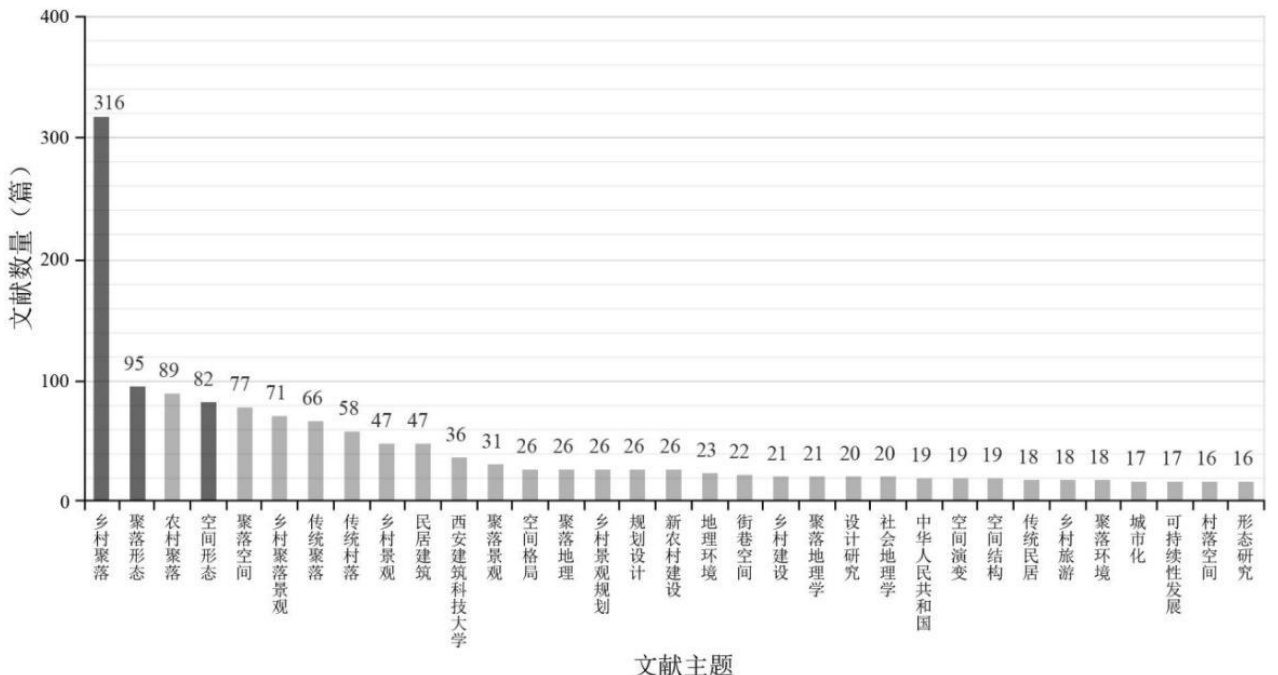 400
300
200
100
0
文献数量（篇）
316
95
89
82
77
71
66
58
47
47
36
31
26
26
26
26
26
23
22
21
21
20
20
19
19
19
18
18
18
17
17
16
16
乡村聚落
聚落形态
农村聚落
空间形态
聚落空间
乡村聚落景观
传统聚落
传统村落
乡村景观
民居建筑
西安建筑科技大学
聚落景观
空间格局
聚落地理
乡村景观规划
规划设计
新农村建设
地理环境
街巷空间
乡村建设
聚落地理学
设计研究
社会地理学
中华人民共和国
空间演变
空间结构
传统民居
乡村旅游
聚落环境
城市化
可持续性发展
村落空间
形态研究
文献主题